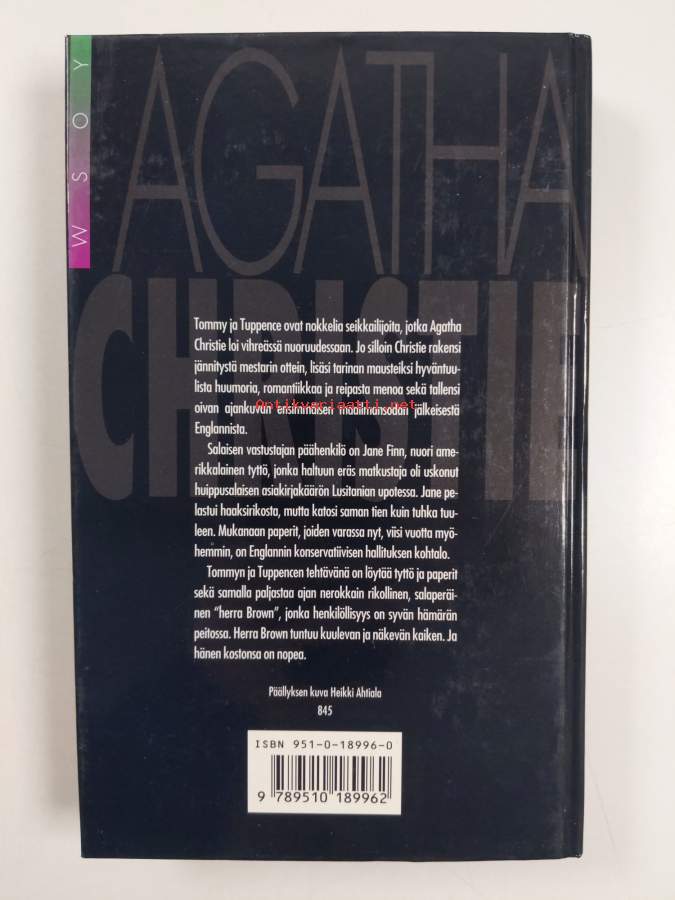 WSOY
AGATHA
CHRISTIE
Tommy ja Tuppence ovat nokkelia seikkailijoita, jotka Agatha
Christie loi vihreässä nuoruudessaan. Jo silloin Christie rakensi
jännitystä mestarin ottein, lisäsi tarinan mausteiksi hyväntuu-
lista huumoria, romantiikkaa ja reipasta menoa sekä tallensi
oivan ajankuvan ensimmäisen maailmansodan jälkeisestä
Antikvariaatti.net
Englannista.
Salaisen vastustajan päähenkilö on Jane Finn, nuori ame-
rikkalainen tyttö, jonka haltuun eräs matkustaja oli uskonut
huippusalaisen asiakirjakäärön Lusitanian upotessa. Jane pe-
lastui haaksirikosta, mutta katosi saman tien kuin tuhka tuu-
leen. Mukanaan paperit, joiden varassa nyt, viisi vuotta myö-
hemmin, on Englannin konservatiivisen hallituksen kohtalo.
Tommyn ja Tuppencen tehtävänä on löytää tyttö ja paperit
sekä samalla paljastaa ajan nerokkain rikollinen, salaperäi-
nen "herra Brown", jonka henkilöllisyys on syvän hämärän
peitossa. Herra Brown tuntuu kuulevan ja näkevän kaiken. Ja
hänen kostonsa on nopea.
Päällyksen kuva Heikki Ahtiala
845
ISBN 951-0-18996-0
9 789510 189962